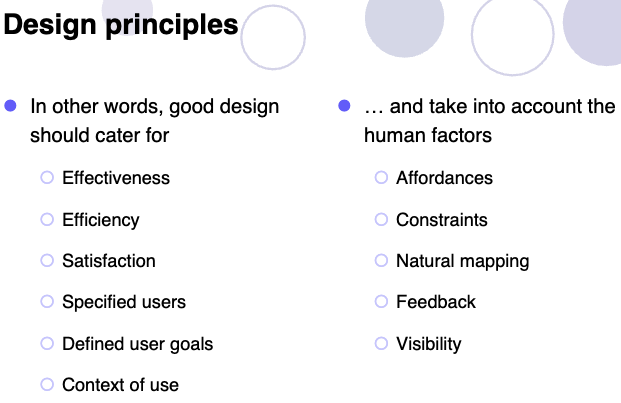 Design principles
In other words, good design
should cater for
Effectiveness
Efficiency
Satisfaction
Specified users
Defined user goals
Context of use
… and take into account the
human factors
Affordances
Constraints
Natural mapping
Feedback
Visibility